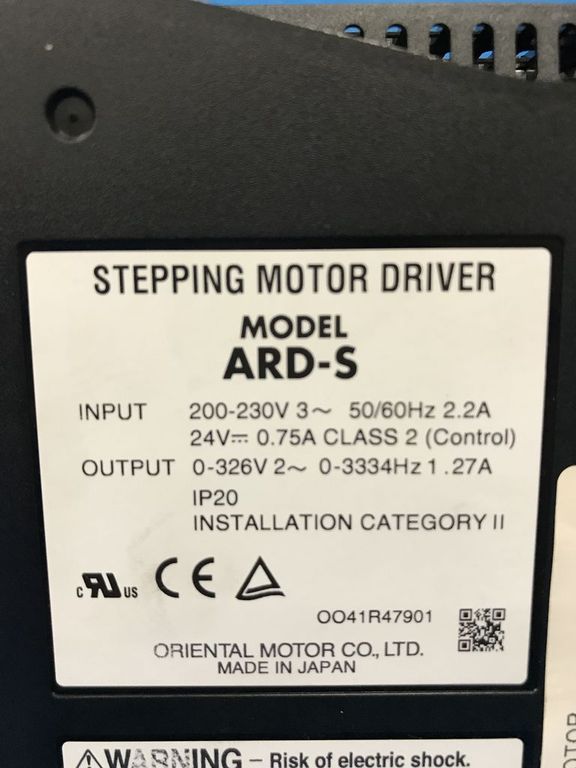 STEPPING MOTOR DRIVER
MODEL
ARD-S
INPUT 200-230V 3~ 50/60Hz 2.2A
24V⎓ 0.75A CLASS 2 (Control)
OUTPUT 0-326V 2~ 0-3334Hz 1.27A
IP20
INSTALLATION CATEGORY II
c RU US CE
OO41R47901
ORIENTAL MOTOR CO., LTD.
MADE IN JAPAN
WARNING – Risk of electric shock.